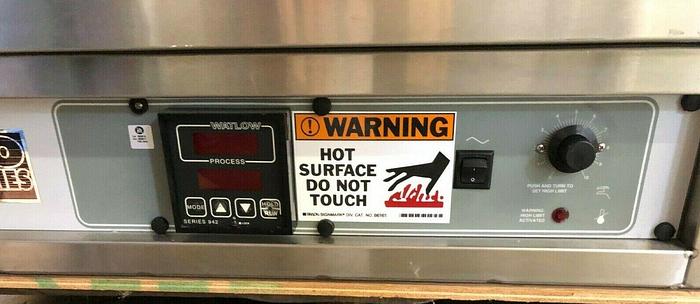 WATLOW
PROCESS
MODE
HOLD
RUN
SERIES 942
WARNING
HOT
SURFACE
DO NOT
TOUCH
PUSH AND TURN TO
SET HIGH LIMIT
WARNING
HIGH LIMIT
ACTIVATED